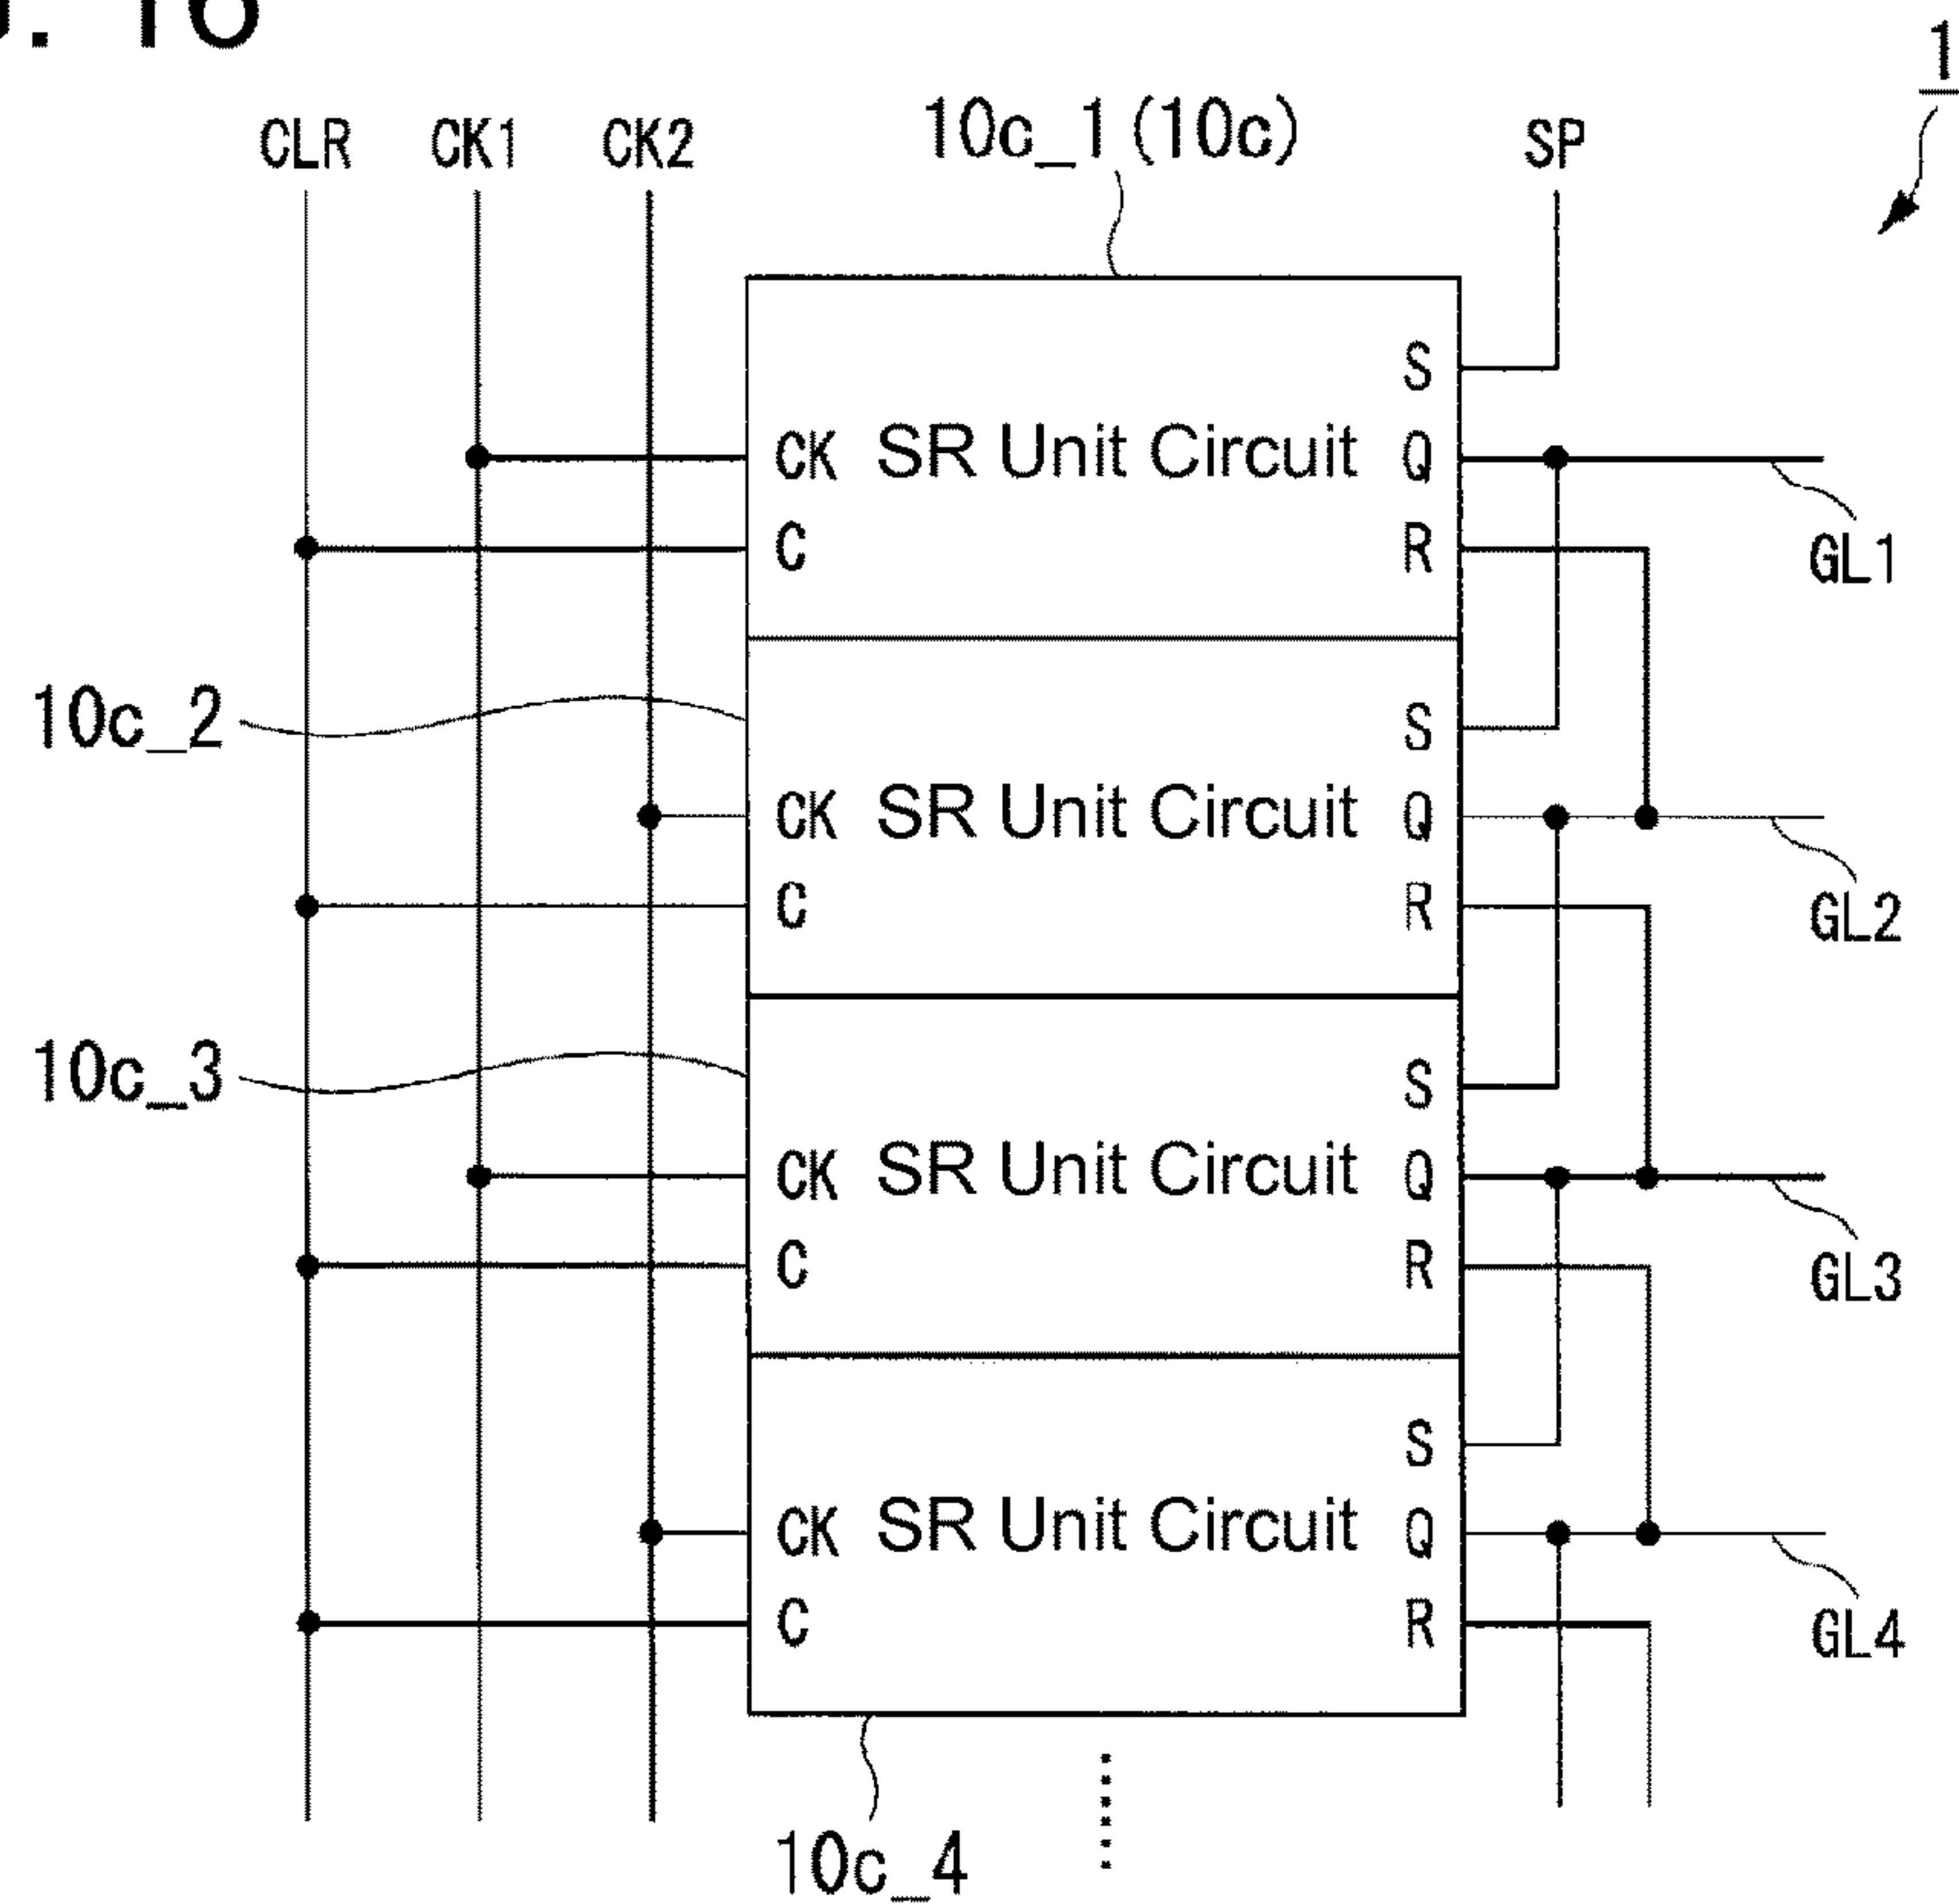 1
CLR CK1 CK2 10c_1(10c) SP
S
CK SR Unit Circuit Q
C R
GL1
10c_2
S
CK SR Unit Circuit Q
C R
GL2
10c_3
S
CK SR Unit Circuit Q
C R
GL3
S
CK SR Unit Circuit Q
C R
GL4
10c_4